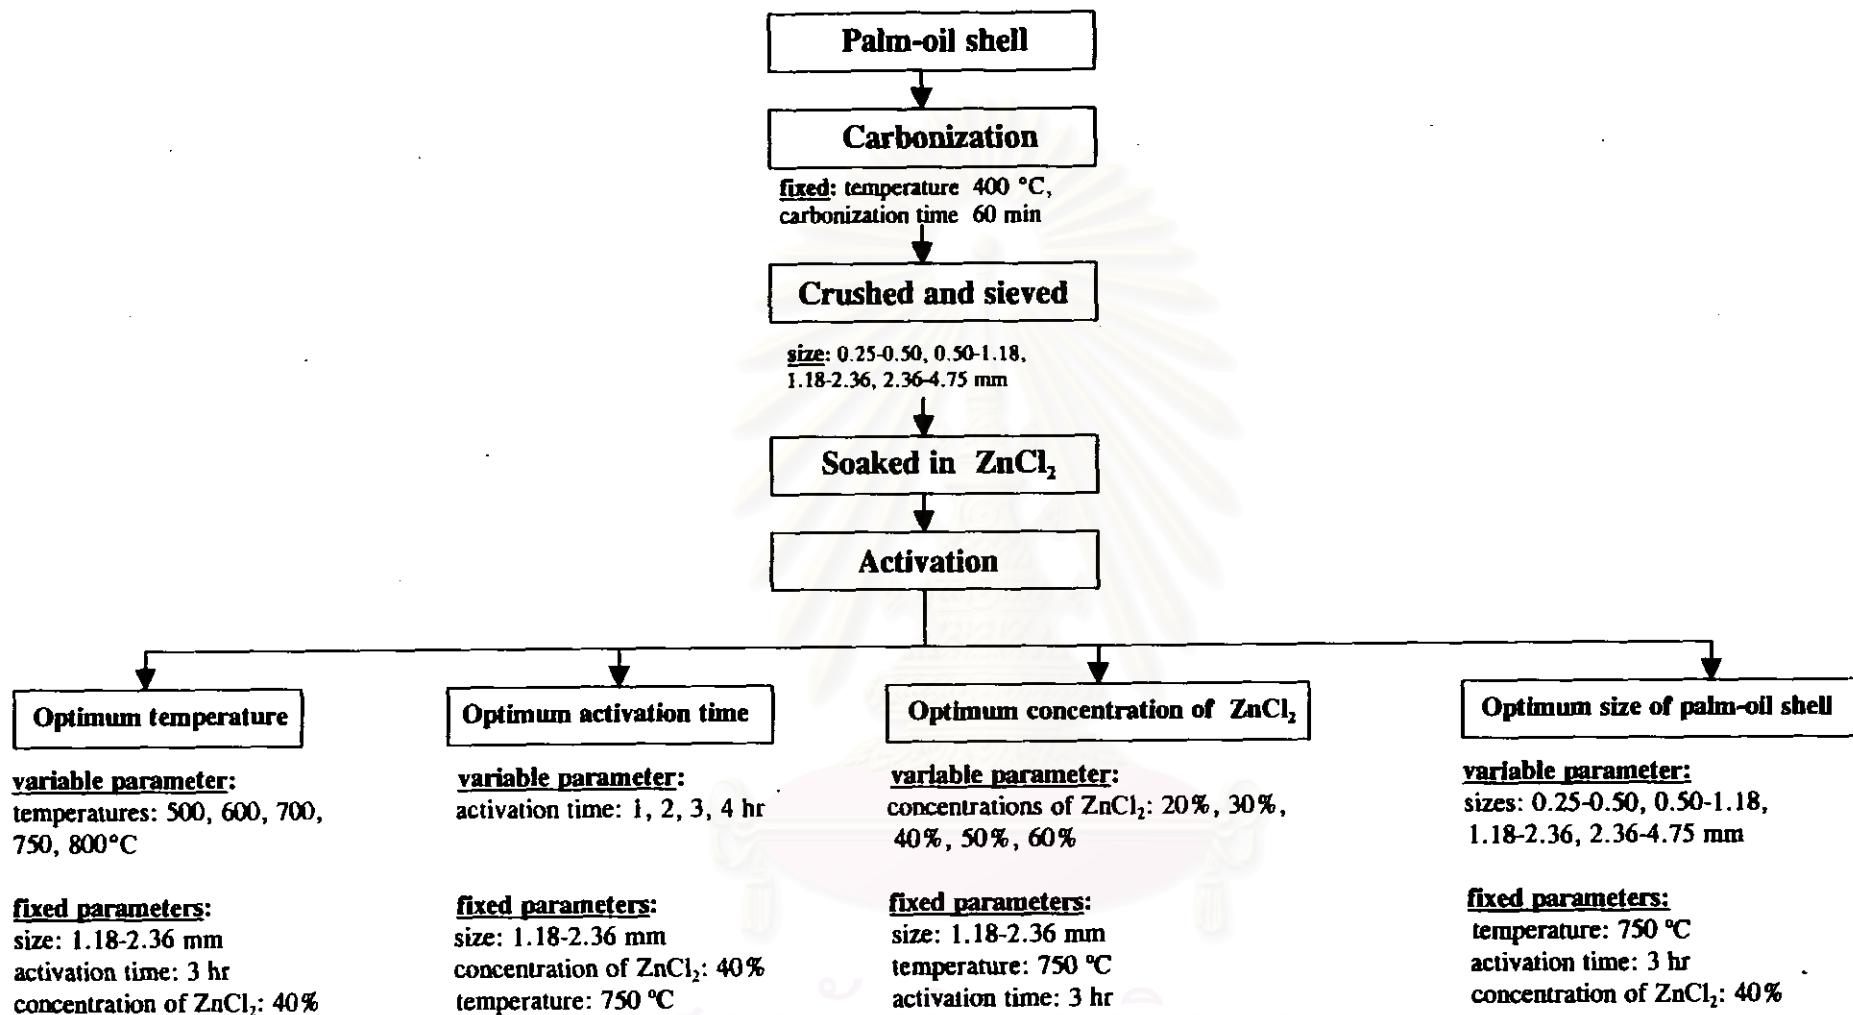 Palm-oil shell
Carbonization
fixed: temperature 400 °C,
carbonization time 60 min
Crushed and sieved
size: 0.25-0.50, 0.50-1.18,
1.18-2.36, 2.36-4.75 mm
Soaked in ZnCl₂
Activation
Optimum temperature
variable parameter:
temperatures: 500, 600, 700,
750, 800°C
fixed parameters:
size: 1.18-2.36 mm
activation time: 3 hr
concentration of ZnCl₂: 40%
Optimum activation time
variable parameter:
activation time: 1, 2, 3, 4 hr
fixed parameters:
size: 1.18-2.36 mm
concentration of ZnCl₂: 40%
temperature: 750 °C
Optimum concentration of ZnCl₂
variable parameter:
concentrations of ZnCl₂: 20%, 30%,
40%, 50%, 60%
fixed parameters:
size: 1.18-2.36 mm
temperature: 750 °C
activation time: 3 hr
Optimum size of palm-oil shell
variable parameter:
sizes: 0.25-0.50, 0.50-1.18,
1.18-2.36, 2.36-4.75 mm
fixed parameters:
temperature: 750 °C
activation time: 3 hr
concentration of ZnCl₂: 40%